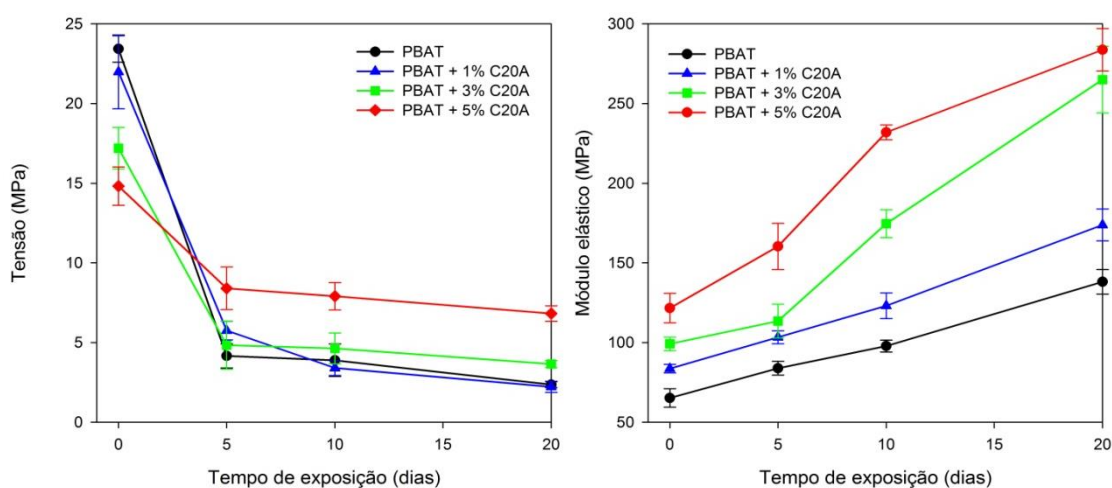 25
20
15
10
5
0
Tensão (MPa)
PBAT
PBAT + 1% C20A
PBAT + 3% C20A
PBAT + 5% C20A
0 5 10 15 20
Tempo de exposição (dias)
300
250
200
150
100
50
Módulo elástico (MPa)
PBAT
PBAT + 1% C20A
PBAT + 3% C20A
PBAT + 5% C20A
0 5 10 15 20
Tempo de exposição (dias)